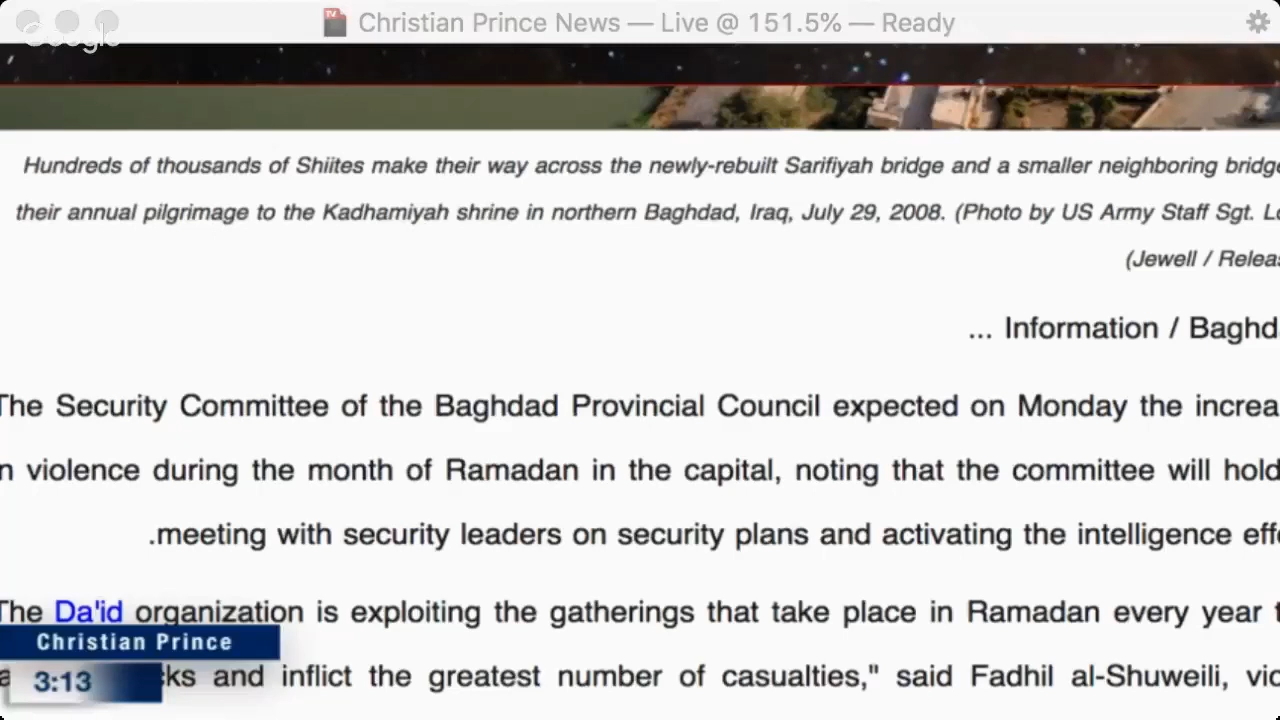 Christian Prince News — Live @ 151.5% — Ready
Google
Hundreds of thousands of Shiites make their way across the newly-rebuilt Sarifiyah bridge and a smaller neighboring bridge
their annual pilgrimage to the Kadhamiyah shrine in northern Baghdad, Iraq, July 29, 2008. (Photo by US Army Staff Sgt.
(Jewell /
... Information /
The Security Committee of the Baghdad Provincial Council expected on Monday the
violence during the month of Ramadan in the capital, noting that the committee will hold
.meeting with security leaders on security plans and activating the intelligence
The Da'id organization is exploiting the gatherings that take place in Ramadan every year
Christian Prince
and inflict the greatest number of casualties," said Fadhil al-Shuweili,
3:13